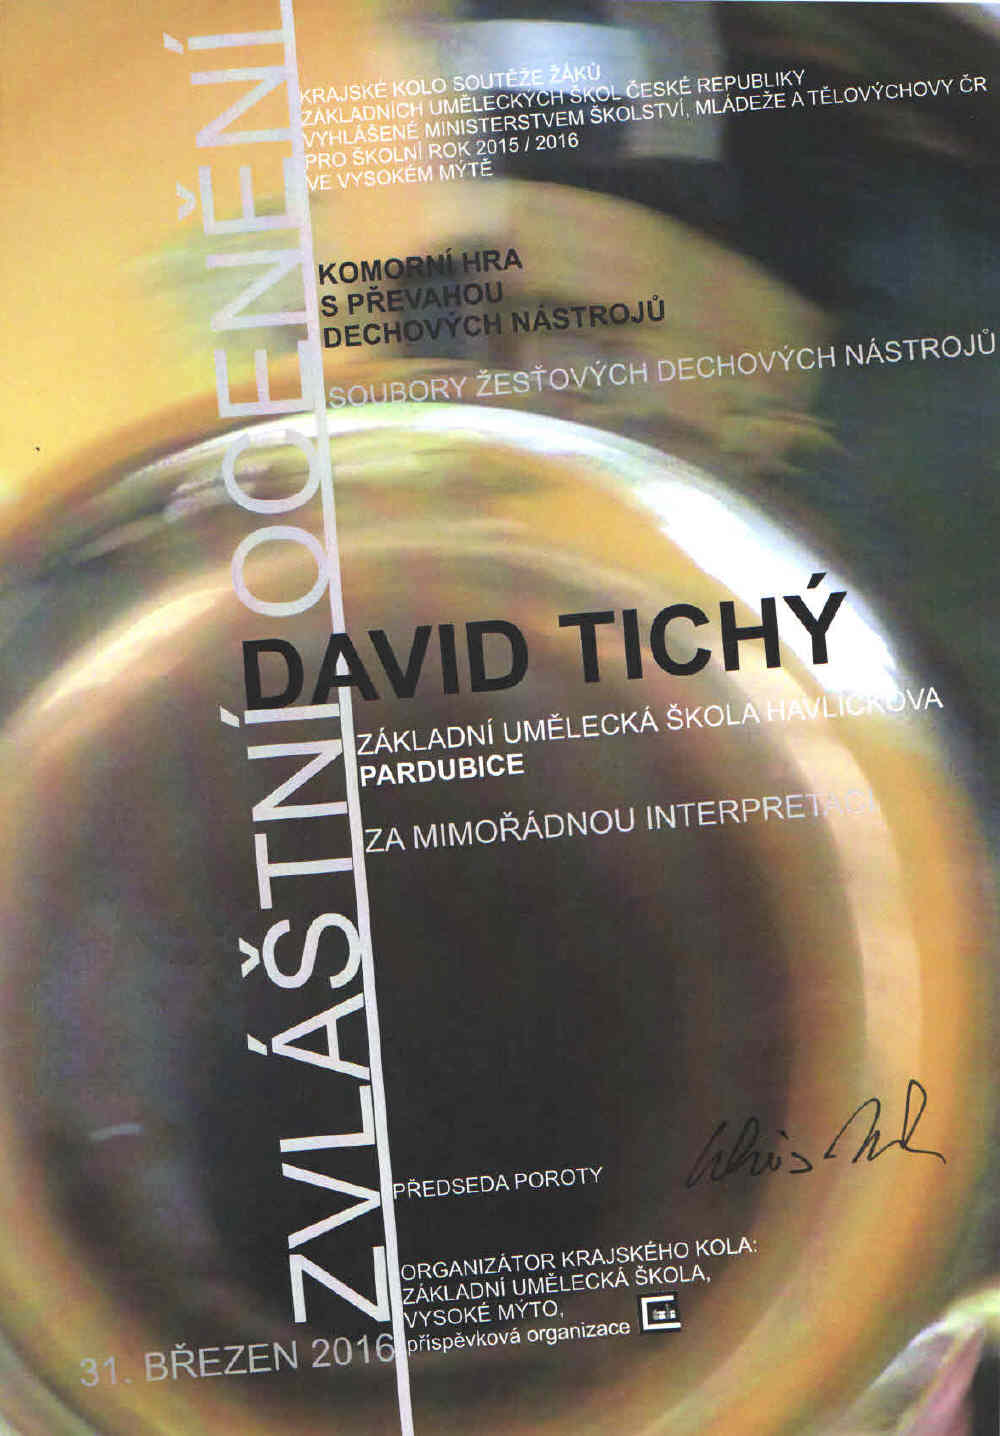 ZVLÁŠTNÍ OCENĚNÍ
KRAJSKÉ KOLO SOUTĚŽE ŽÁKŮ
ZÁKLADNÍCH UMĚLECKÝCH ŠKOL ČESKÉ REPUBLIKY
VYHLÁŠENÉ MINISTERSTVEM ŠKOLSTVÍ, MLÁDEŽE A TĚLOVÝCHOVY ČR
PRO ŠKOLNÍ ROK 2015 / 2016
VE VYSOKÉM MÝTĚ
KOMORNÍ HRA
S PŘEVAHOU
DECHOVÝCH NÁSTROJŮ
SOUBORY ŽESŤOVÝCH DECHOVÝCH NÁSTROJŮ
DAVID TICHÝ
ZÁKLADNÍ UMĚLECKÁ ŠKOLA HAVLÍČKOVA
PARDUBICE
ZA MIMOŘÁDNOU INTERPRETACI
PŘEDSEDA POROTY
ORGANIZÁTOR KRAJSKÉHO KOLA:
ZÁKLADNÍ UMĚLECKÁ ŠKOLA,
VYSOKÉ MÝTO,
příspěvková organizace
31. BŘEZEN 2016